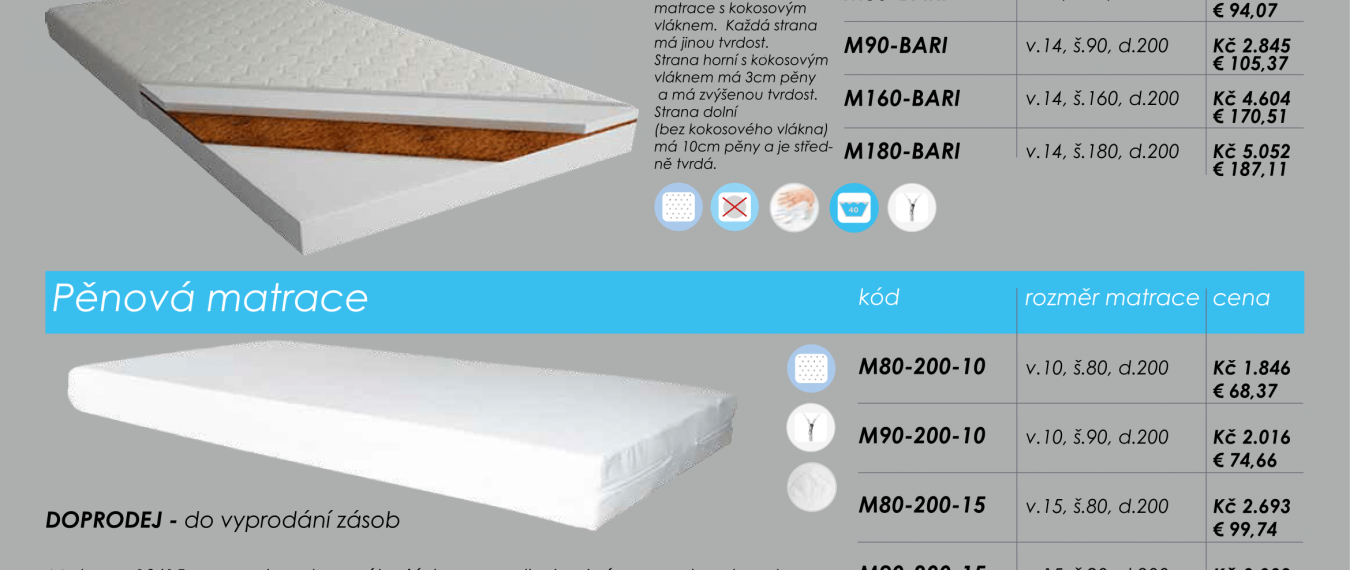 matrace s kokosovým
vláknem. Každá strana
má jinou tvrdost.
Strana horní s kokosovým
vláknem má 3cm pěny
a má zvýšenou tvrdost.
Strana dolní
(bez kokosového vlákna)
má 10cm pěny a je střed-
ně tvrdá.
€ 94,07
M90-BARI v.14, š.90, d.200 Kč 2.845
€ 105,37
M160-BARI v.14, š.160, d.200 Kč 4.604
€ 170,51
M180-BARI v.14, š.180, d.200 Kč 5.052
€ 187,11
40
Pěnová matrace kód rozměr matrace cena
M80-200-10 v.10, š.80, d.200 Kč 1.846
€ 68,37
M90-200-10 v.10, š.90, d.200 Kč 2.016
€ 74,66
M80-200-15 v.15, š.80, d.200 Kč 2.693
€ 99,74
DOPRODEJ - do vyprodání zásob